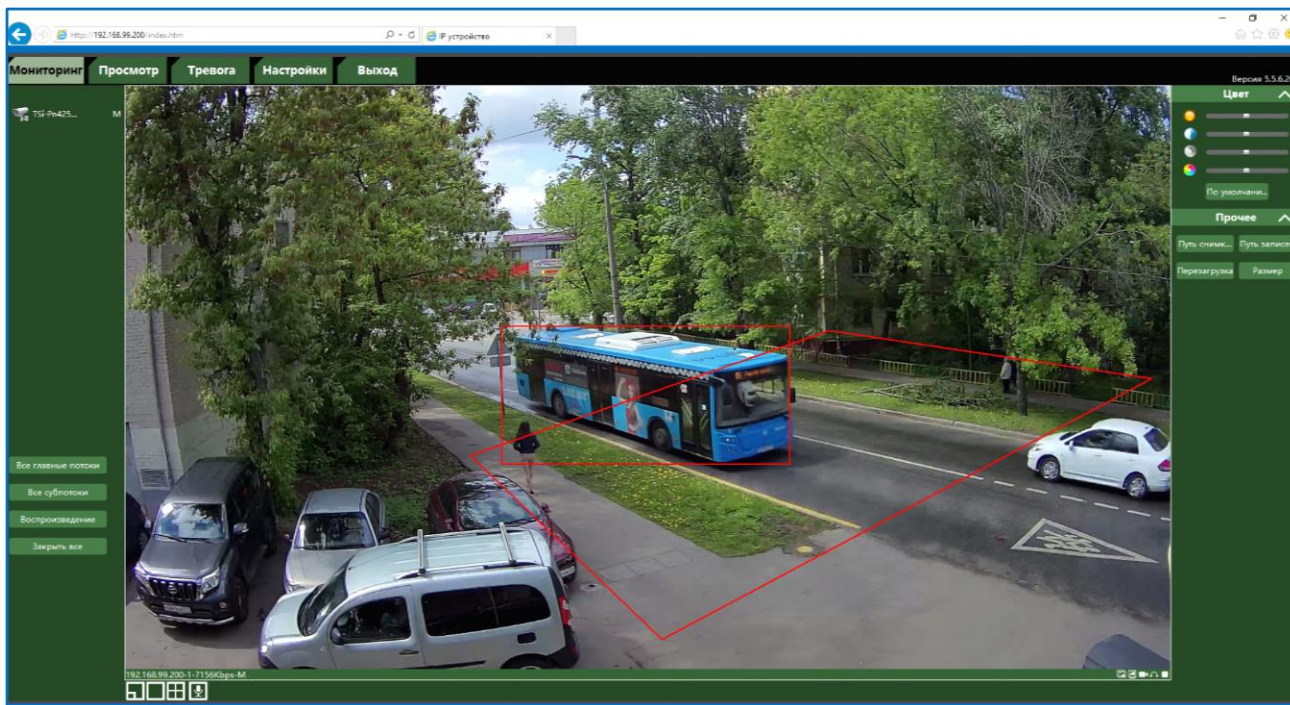 http://192.168.99.200/index.htm
IP устройство
Мониторинг Просмотр Тревога Настройки Выход
Версия 5.5.6.2
TSi-Pn425... M
Цвет
По умолчани...
Прочее
Путь снимк... Путь записе
Перезагрузка Размер
Все главные потоки
Все субпотоки
Воспроизведение
Закрыть все
192.168.99.200-1-7156Kbps-M